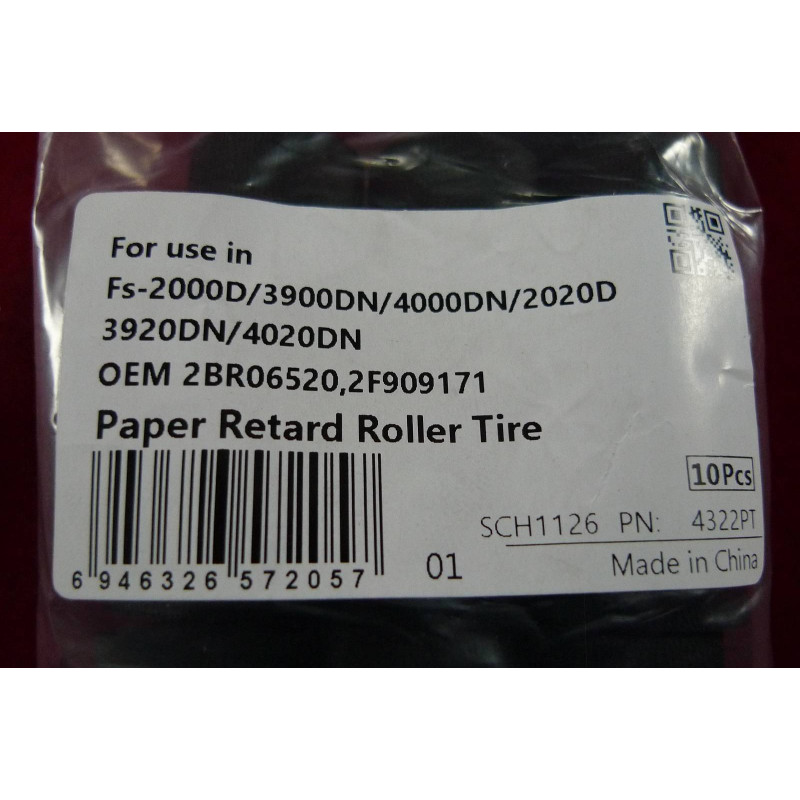 For use in
Fs-2000D/3900DN/4000DN/2020D
3920DN/4020DN
OEM 2BR06520,2F909171
Paper Retard Roller Tire
10Pcs
SCH1126 PN: 4322PT
01
Made in China
6 946326 572057